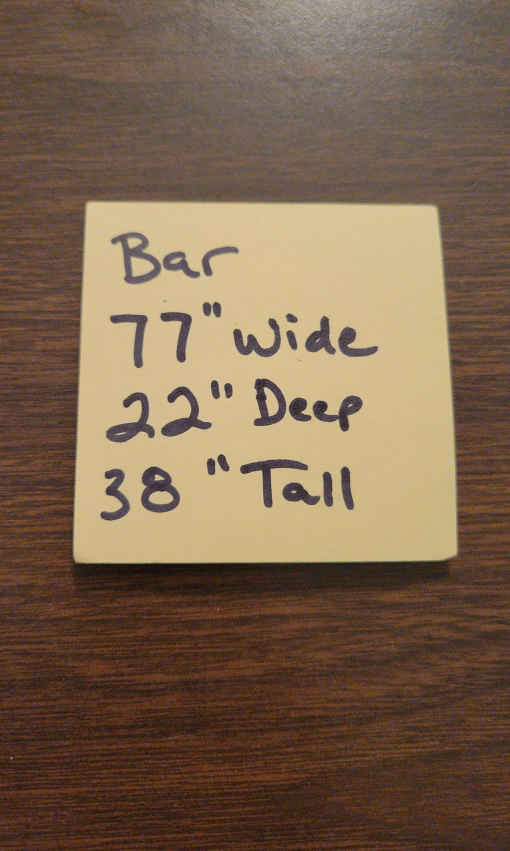 Bar
77" Wide
22" Deep
38" Tall